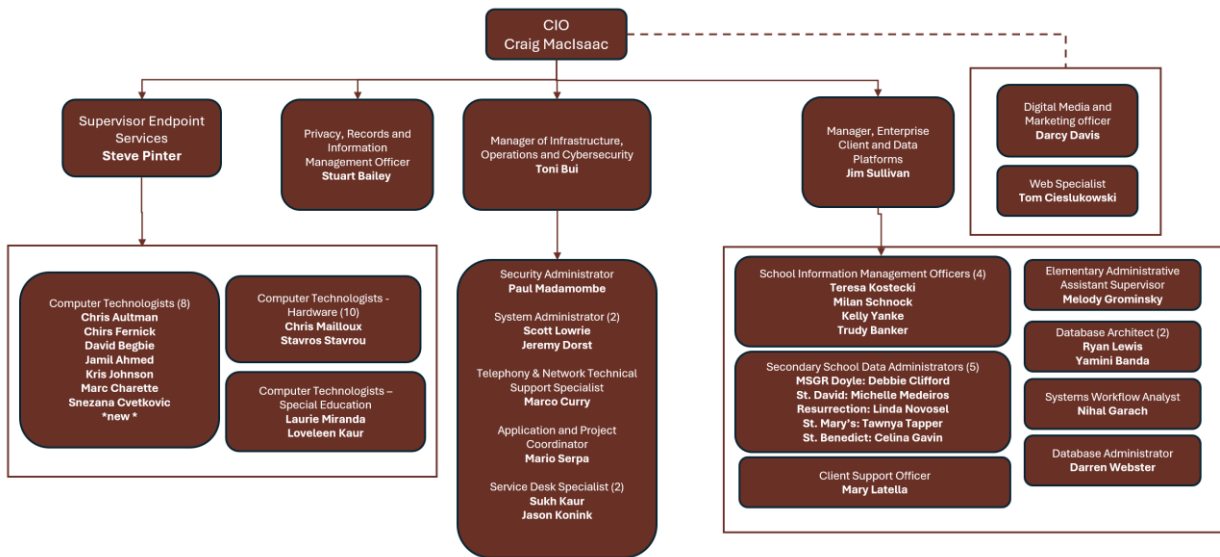 CIO
Craig MacIsaac
Supervisor Endpoint
Services
Steve Pinter
Privacy, Records and
Information
Management Officer
Stuart Bailey
Manager of Infrastructure,
Operations and Cybersecurity
Toni Bui
Manager, Enterprise
Client and Data
Platforms
Jim Sullivan
Digital Media and
Marketing officer
Darcy Davis
Web Specialist
Tom Cieslukowski
Computer Technologists (8)
Chris Aultman
Chirs Fernick
David Begbie
Jamil Ahmed
Kris Johnson
Marc Charette
Snezana Cvetkovic
*new *
Computer Technologists -
Hardware (10)
Chris Mailloux
Stavros Stavrou
Computer Technologists –
Special Education
Laurie Miranda
Loveleen Kaur
Security Administrator
Paul Madamombe
System Administrator (2)
Scott Lowrie
Jeremy Dorst
Telephony & Network Technical
Support Specialist
Marco Curry
Application and Project
Coordinator
Mario Serpa
Service Desk Specialist (2)
Sukh Kaur
Jason Konink
School Information Management Officers (4)
Teresa Kostecki
Milan Schnock
Kelly Yanke
Trudy Banker
Secondary School Data Administrators (5)
MSGR Doyle: Debbie Clifford
St. David: Michelle Medeiros
Resurrection: Linda Novosel
St. Mary's: Tawnya Tapper
St. Benedict: Celina Gavin
Client Support Officer
Mary Latella
Elementary Administrative
Assistant Supervisor
Melody Grominsky
Database Architect (2)
Ryan Lewis
Yamini Banda
Systems Workflow Analyst
Nihal Garach
Database Administrator
Darren Webster